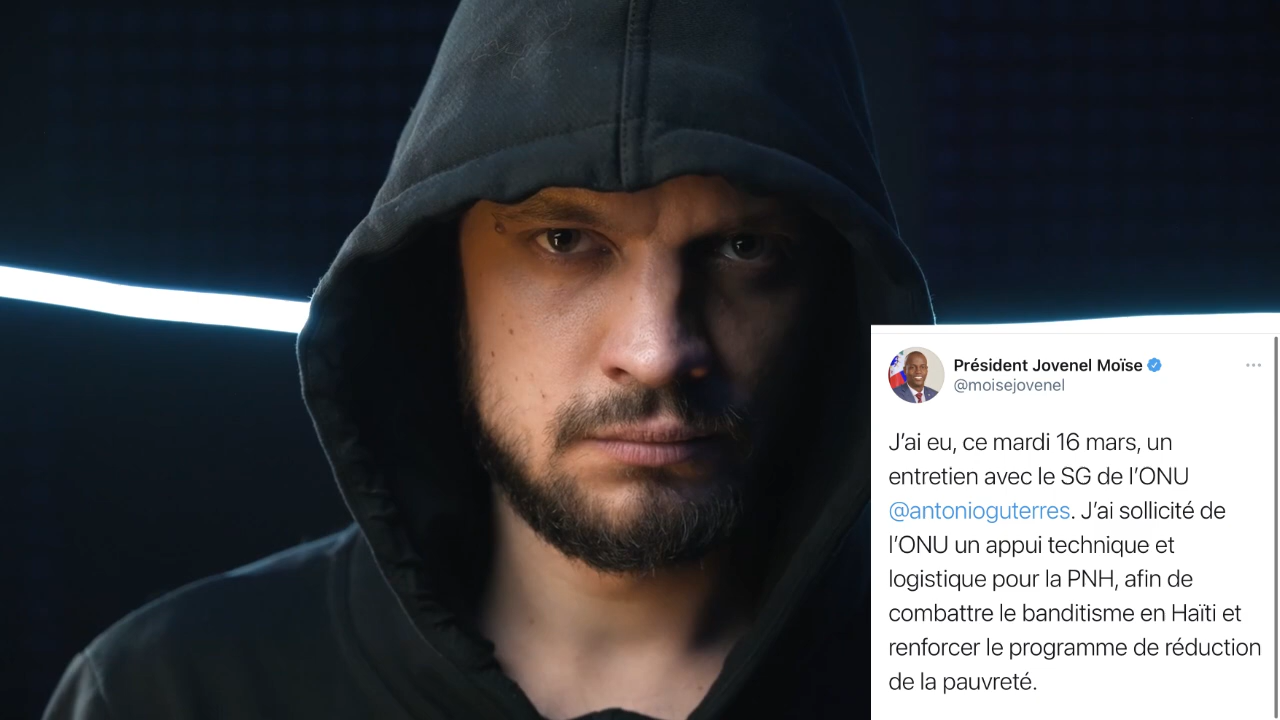 Président Jovenel Moïse
@moisejovenel
J’ai eu, ce mardi 16 mars, un
entretien avec le SG de l’ONU
@antonioguterres. J’ai sollicité de
l’ONU un appui technique et
logistique pour la PNH, afin de
combattre le banditisme en Haïti et
renforcer le programme de réduction
de la pauvreté.